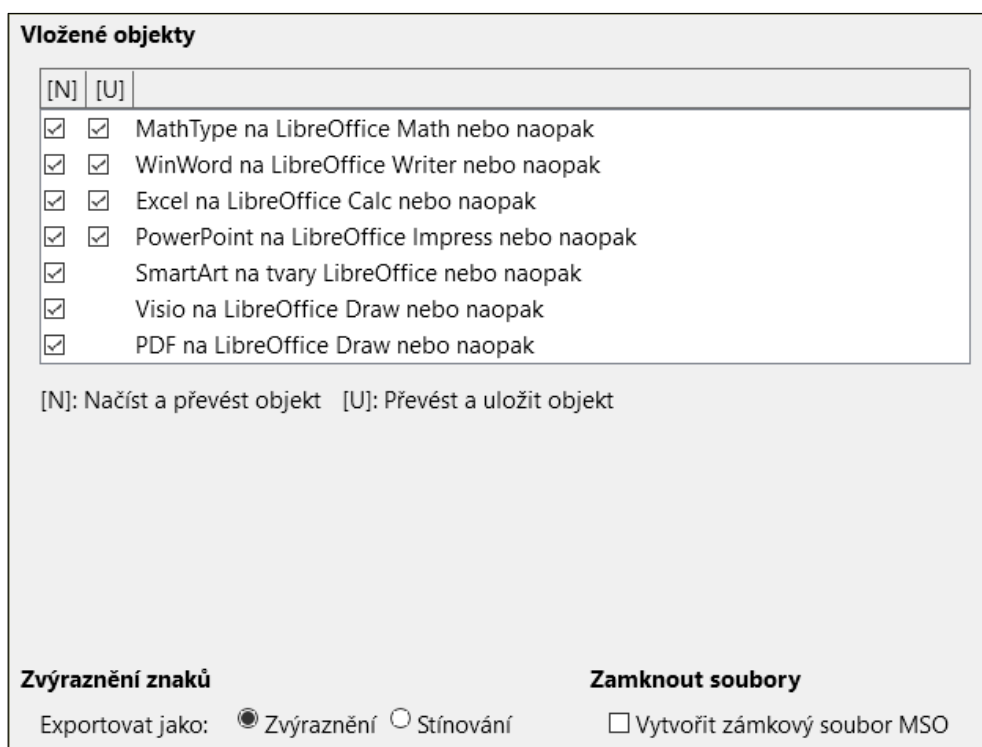 Vložené objekty
[N] [U]
MathType na LibreOffice Math nebo naopak
WinWord na LibreOffice Writer nebo naopak
Excel na LibreOffice Calc nebo naopak
PowerPoint na LibreOffice Impress nebo naopak
SmartArt na tvary LibreOffice nebo naopak
Visio na LibreOffice Draw nebo naopak
PDF na LibreOffice Draw nebo naopak
[N]: Načíst a převést objekt [U]: Převést a uložit objekt
Zvýraznění znaků
Exportovat jako: Zvýraznění Stínování
Zamknout soubory
Vytvořit zámkový soubor MSO